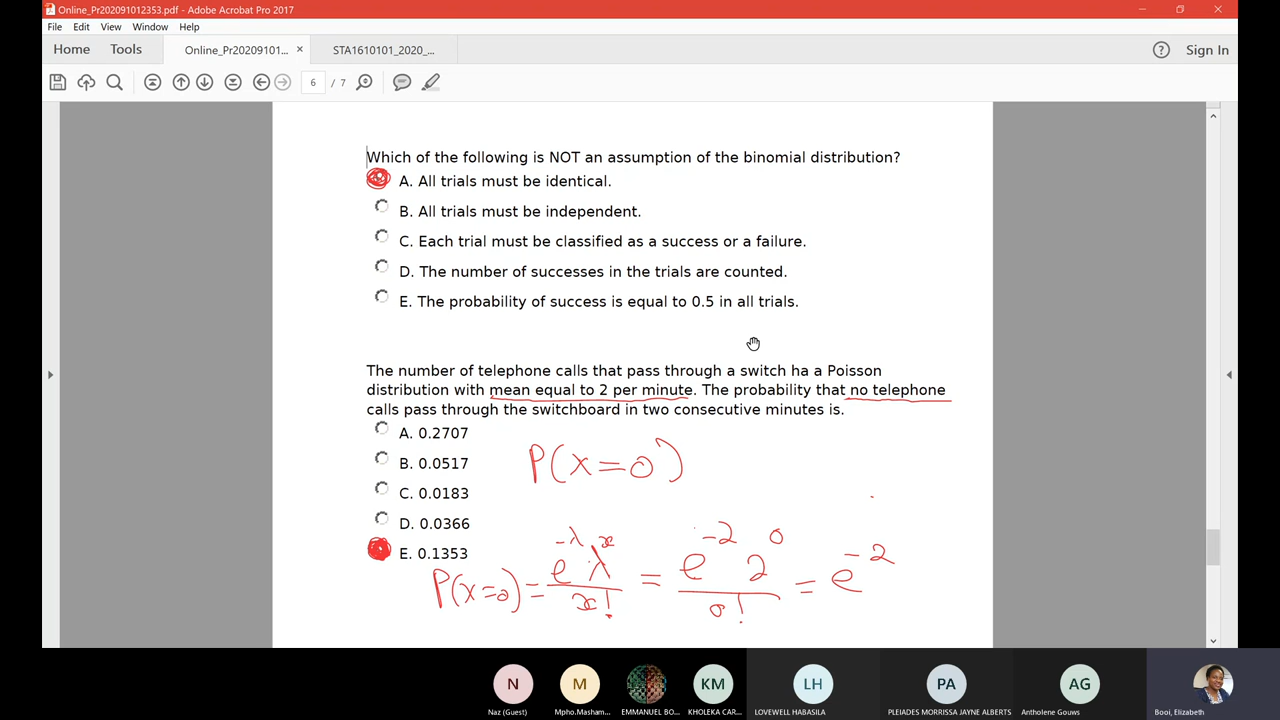 Online_Pr20209101012353.pdf - Adobe Acrobat Pro 2017
File Edit View Window Help
Home Tools Online_Pr20209101... × STA1610101_2020_... ? Sign In
6 / 7
Which of the following is NOT an assumption of the binomial distribution?
A. All trials must be identical.
B. All trials must be independent.
C. Each trial must be classified as a success or a failure.
D. The number of successes in the trials are counted.
E. The probability of success is equal to 0.5 in all trials.
The number of telephone calls that pass through a switch ha a Poisson
distribution with mean equal to 2 per minute. The probability that no telephone
calls pass through the switchboard in two consecutive minutes is.
A. 0.2707
B. 0.0517
C. 0.0183
D. 0.0366
E. 0.1353
P(x=0)
P(x=0) = e^-λ λ^x / x! = e^-2 2^0 / 0! = e^-2
N M KM LH PA AG
Naz (Guest) Mpho.Masham... EMMANUEL BO... KHOLEKA CAR... LOVEWELL HABASILA PLEIADES MORRISSA JAYNE ALBERTS Antholene Gouws Booi, Elizabeth